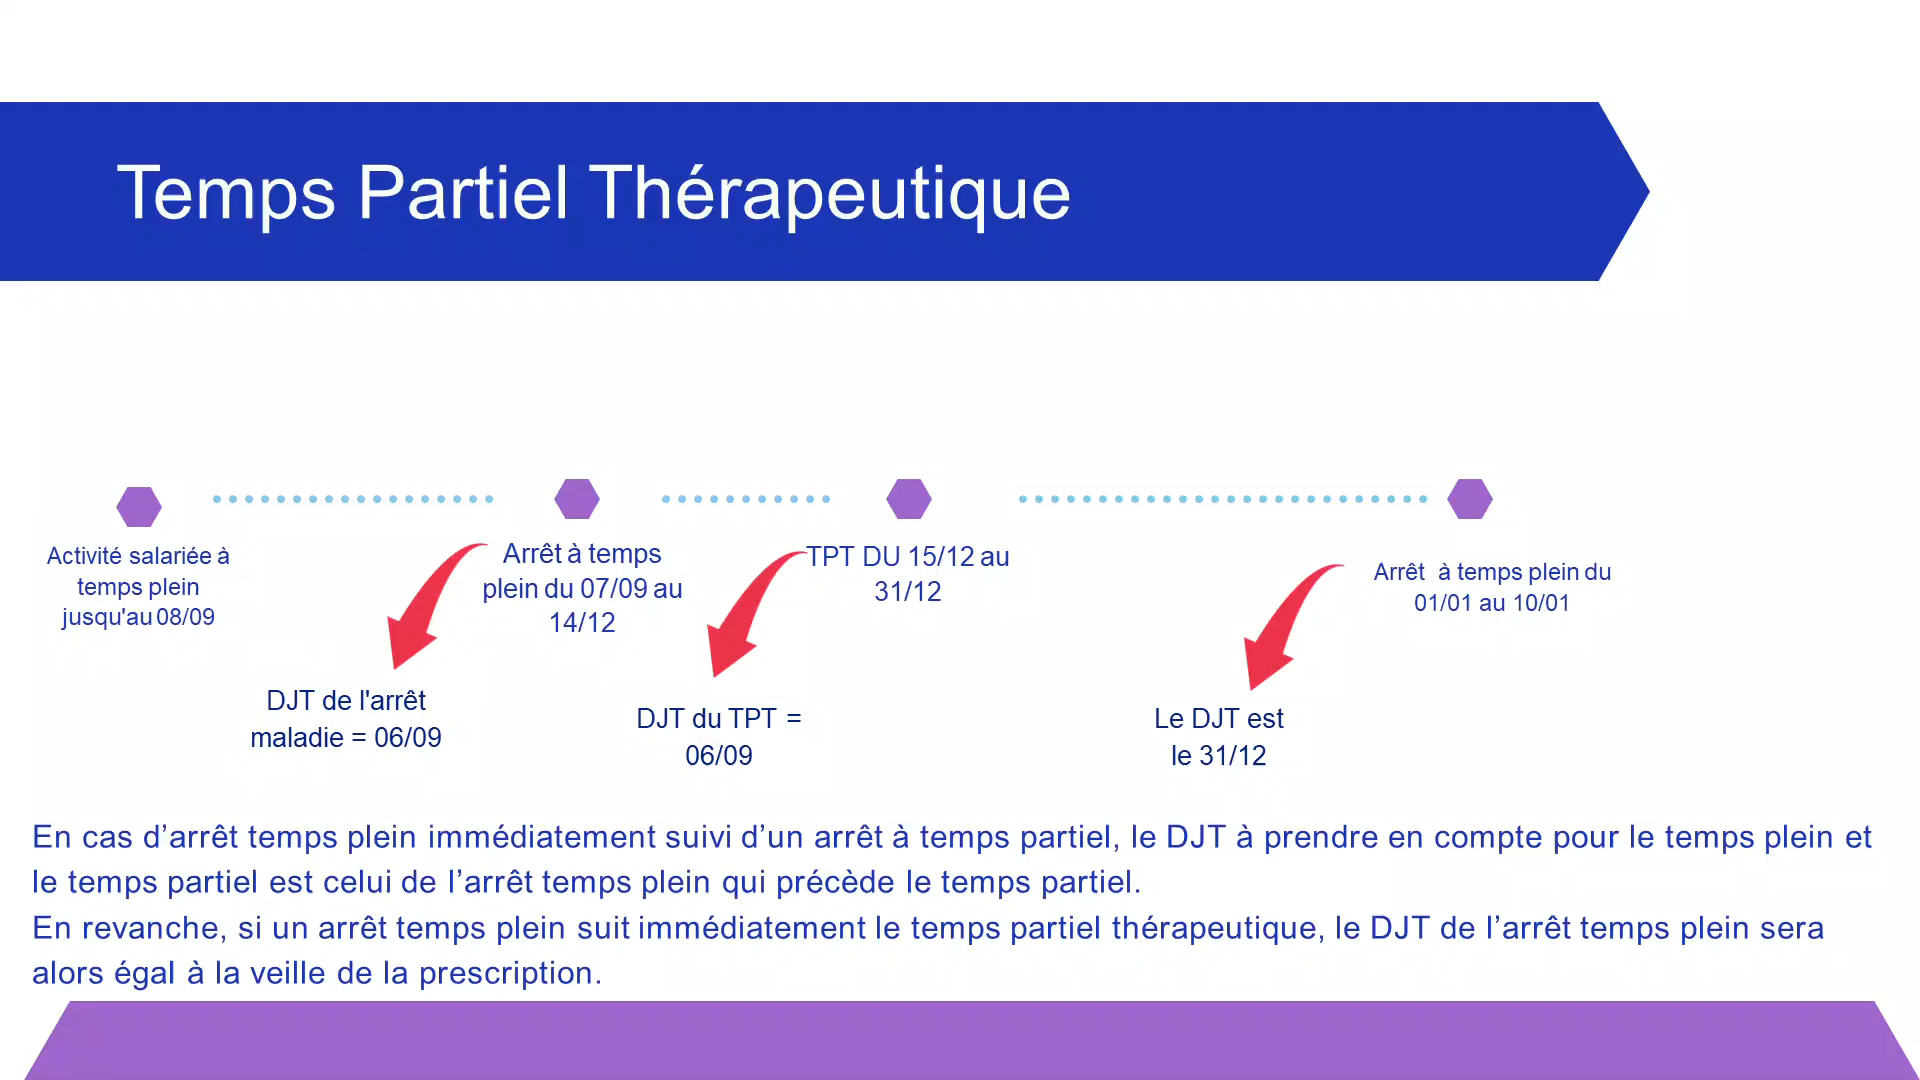 Temps Partiel Thérapeutique
Activité salariée à
temps plein
jusqu'au 08/09
Arrêt à temps
plein du 07/09 au
14/12
TPT DU 15/12 au
31/12
Arrêt à temps plein du
01/01 au 10/01
DJT de l'arrêt
maladie = 06/09
DJT du TPT =
06/09
Le DJT est
le 31/12
En cas d’arrêt temps plein immédiatement suivi d’un arrêt à temps partiel, le DJT à prendre en compte pour le temps plein et
le temps partiel est celui de l’arrêt temps plein qui précède le temps partiel.
En revanche, si un arrêt temps plein suit immédiatement le temps partiel thérapeutique, le DJT de l’arrêt temps plein sera
alors égal à la veille de la prescription.